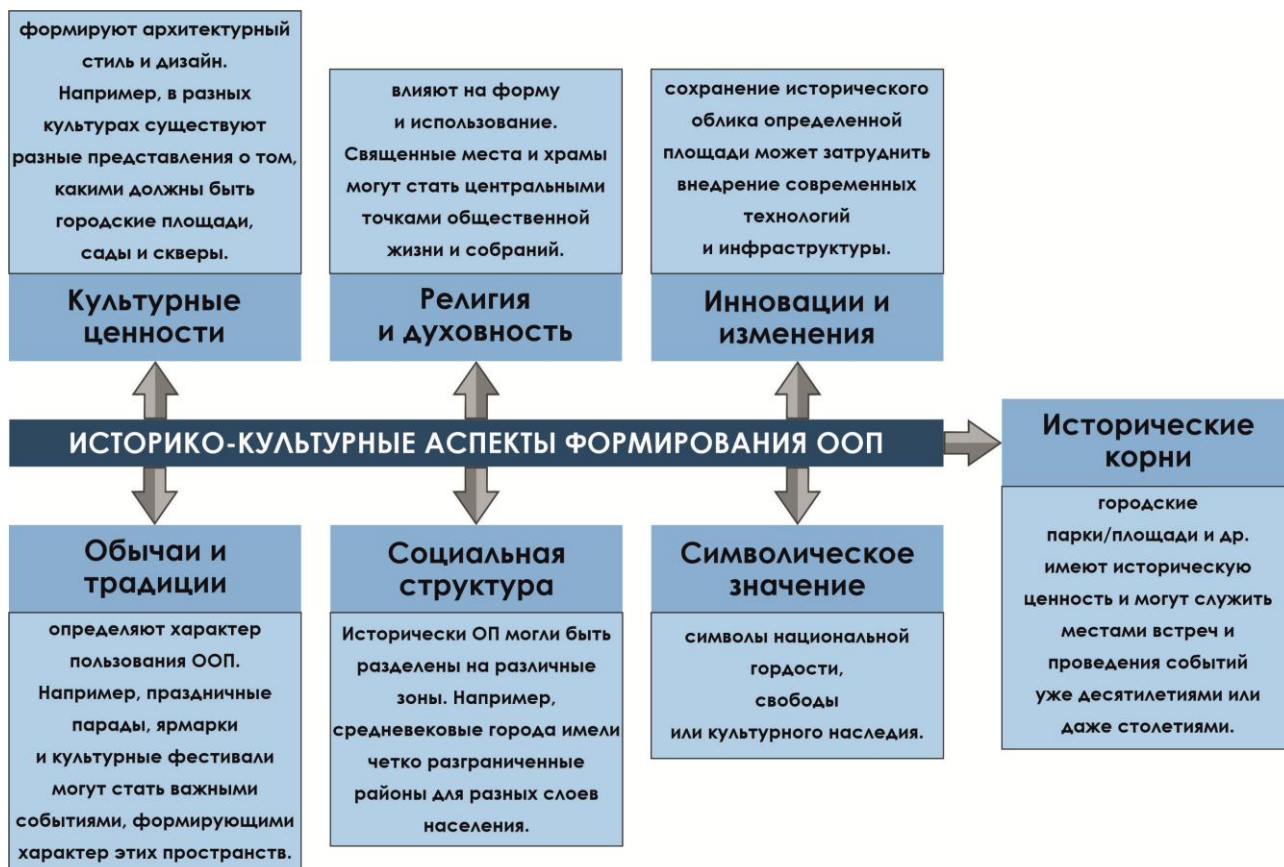 формируют архитектурный
стиль и дизайн.
Например, в разных
культурах существуют
разные представления о том,
какими должны быть
городские площади,
сады и скверы.
Культурные
ценности
влияют на форму
и использование.
Священные места и храмы
могут стать центральными
точками общественной
жизни и собраний.
Религия
и духовность
сохранение исторического
облика определенной
площади может затруднить
внедрение современных
технологий
и инфраструктуры.
Инновации и
изменения
ИСТОРИКО-КУЛЬТУРНЫЕ АСПЕКТЫ ФОРМИРОВАНИЯ ООП
Исторические
корни
городские
парки/площади и др.
имеют историческую
ценность и могут служить
местами встреч и
проведения событий
уже десятилетиями или
даже столетиями.
Обычаи и
традиции
определяют характер
пользования ООП.
Например, праздничные
парады, ярмарки
и культурные фестивали
могут стать важными
событиями, формирующими
характер этих пространств.
Социальная
структура
Исторически ОП могли быть
разделены на различные
зоны. Например,
средневековые города имели
четко разграниченные
районы для разных слоев
населения.
Символическое
значение
символы национальной
гордости,
свободы
или культурного наследия.